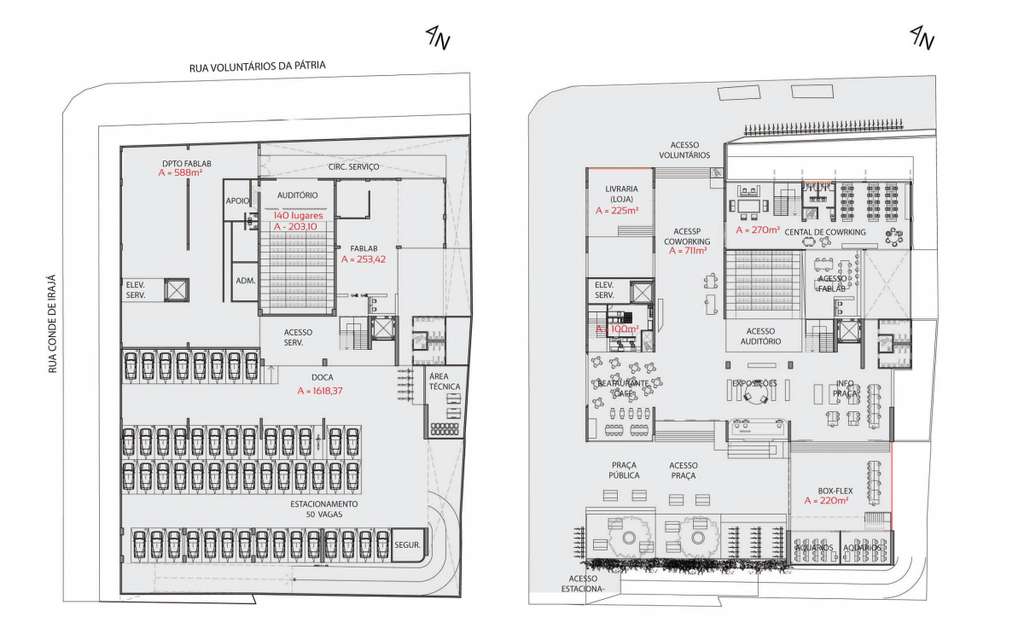 RUA VOLUNTÁRIOS DA PÁTRIA
RUA CONDE DE IRAJÁ
N
DPTO FABLAB
A = 588m²
CIRC. SERVIÇO
APOIO
AUDITÓRIO
140 lugares
A - 203,10
FABLAB
A = 253,42
ELEV.
SERV.
ADM.
ACESSO
SERV.
DOCA
A = 1618,37
ÁREA
TÉCNICA
ESTACIONAMENTO
50 VAGAS
SEGUR.
N
ACESSO
VOLUNTÁRIOS
LIVRARIA
(LOJA)
A = 225m²
ACESSP
COWORKING
A = 711m²
A = 270m²
CENTAL DE COWRKING
ELEV.
SERV.
ACESSO
FABLAB
A = 100m²
ACESSO
AUDITÓRIO
RESTAURANTE
CAFÉ
EXPOSIÇÕES
INFO
PRAÇA
PRAÇA
PÚBLICA
ACESSO
PRAÇA
BOX-FLEX
A = 220m²
AQUÁRIOS
AQUÁRIOS
ACESSO
ESTACIONA-